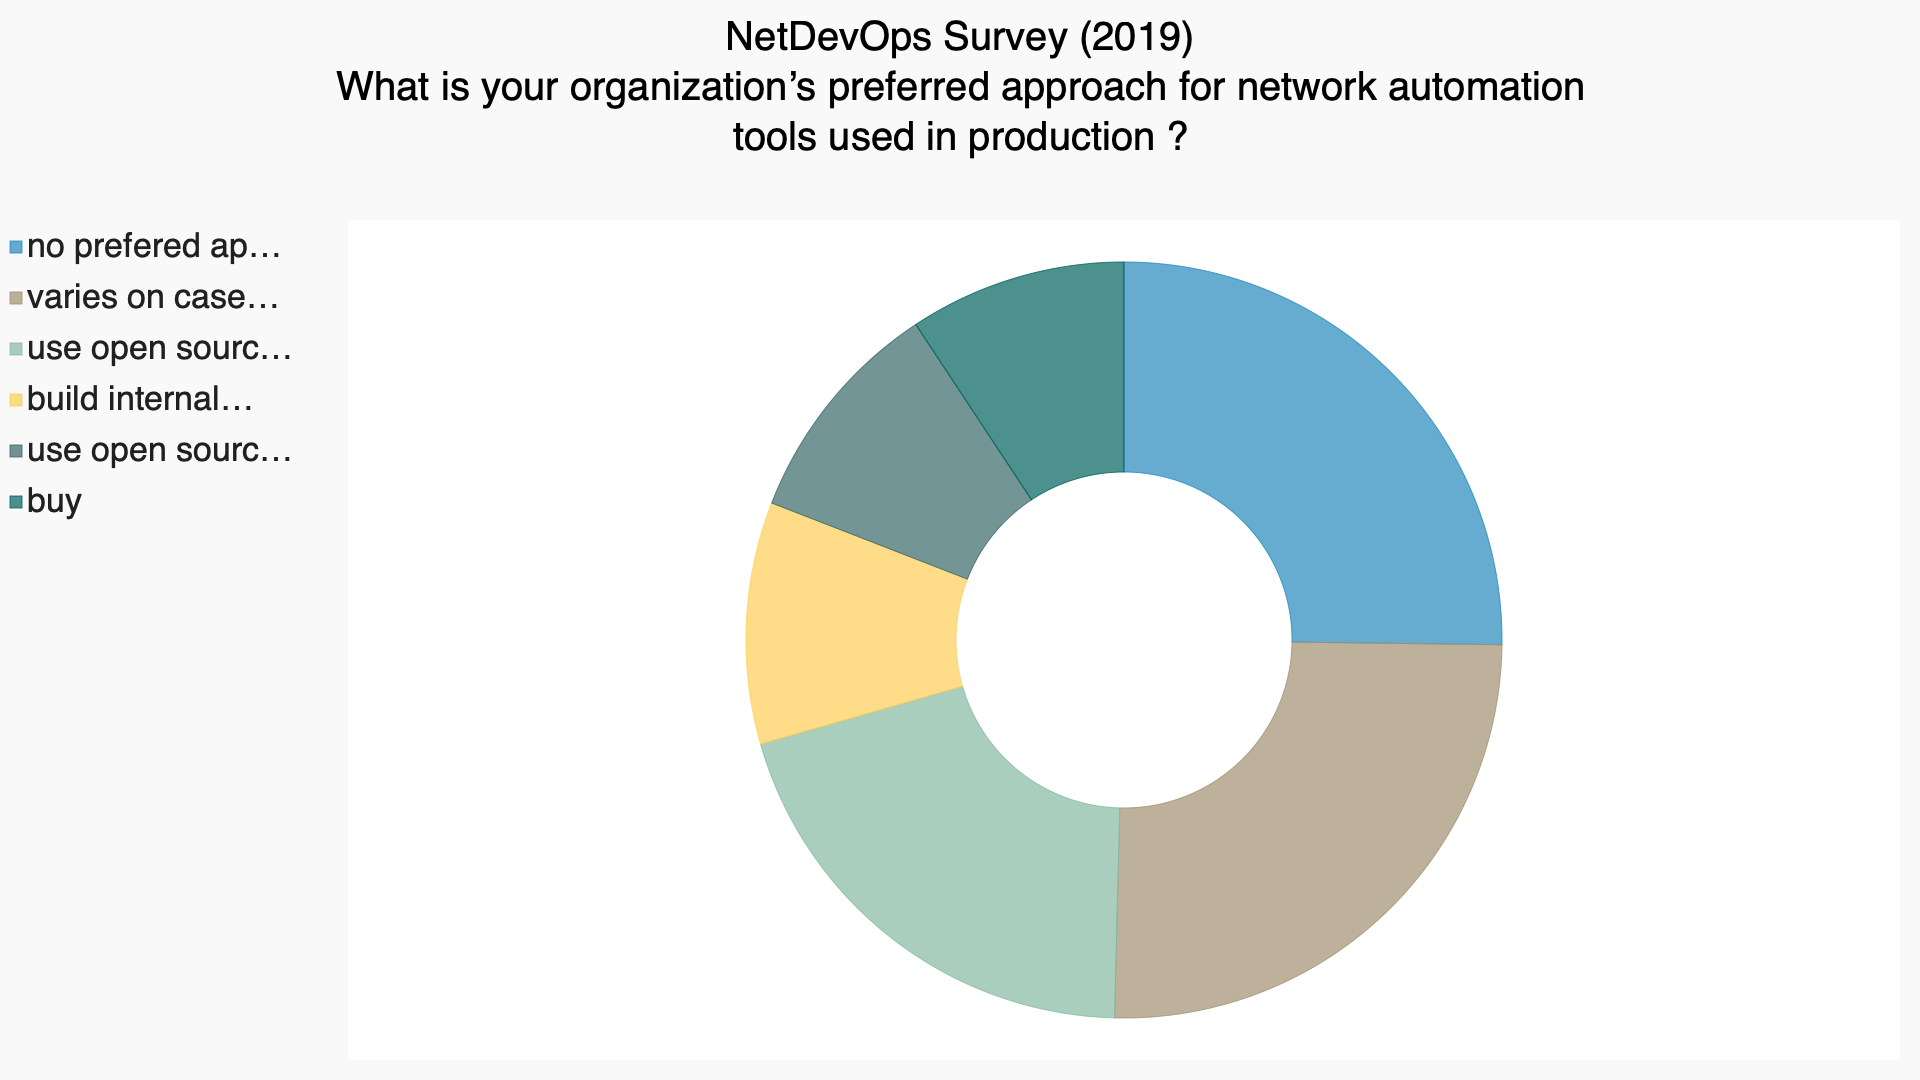 NetDevOps Survey (2019)
What is your organization’s preferred approach for network automation
tools used in production ?
no prefered ap…
varies on case…
use open sourc…
build internal…
use open sourc…
buy